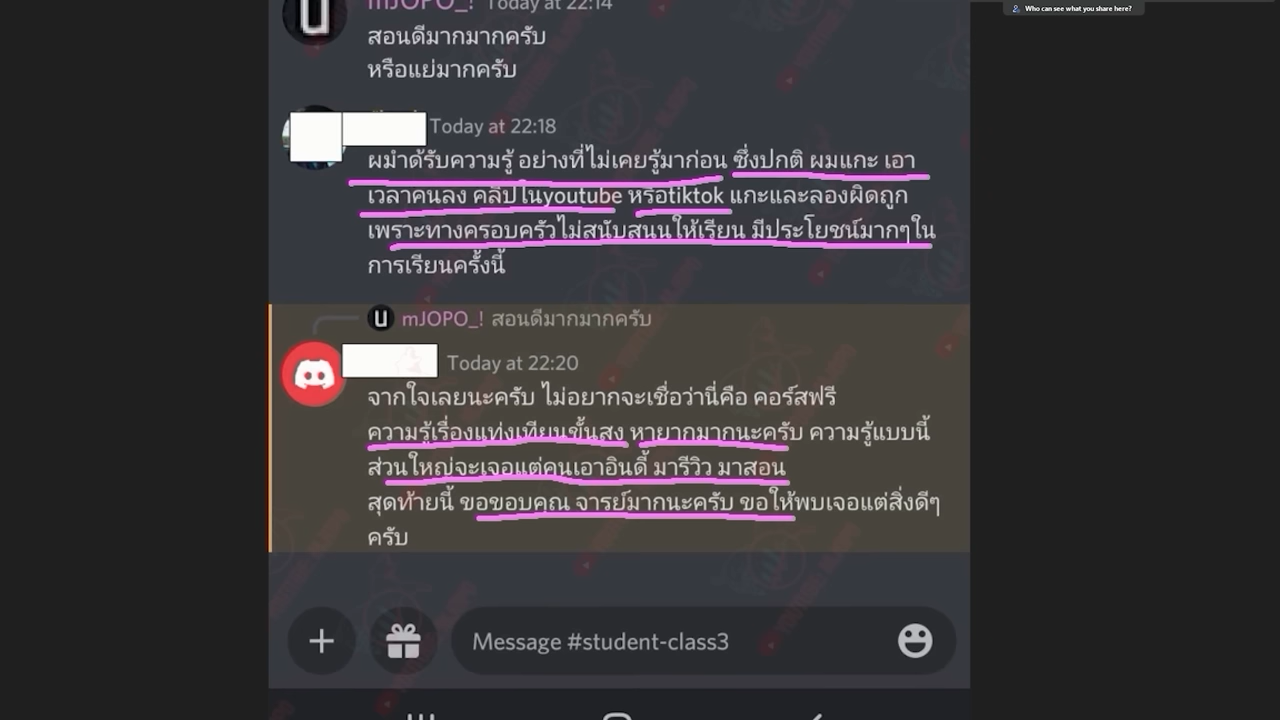 Who can see what you share here?
mJOPO_! Today at 22:14
สอนดีมากมากครับ
หรือแย่มากครับ
Today at 22:18
ผมำด้รับความรู้ อย่างที่ไม่เคยรู้มาก่อน ซึ่งปกติ ผมแกะ เอา
เวลาคนลง คลิปในyoutube หรือtiktok แกะและลองผิดถูก
เพราะทางครอบครัวไม่สนับสนุนให้เรียน มีประโยชน์มากๆใน
การเรียนครั้งนี้
mJOPO_! สอนดีมากมากครับ
Today at 22:20
จากใจเลยนะครับ ไม่อยากจะเชื่อว่านี่คือ คอร์สฟรี
ความรู้เรื่องแท่งเทียนขั้นสูง หายากมากนะครับ ความรู้แบบนี้
ส่วนใหญ่จะเจอแต่คนเอาอินดี้ มารีวิว มาสอน
สุดท้ายนี้ ขอขอบคุณ จารย์มากนะครับ ขอให้พบเจอแต่สิ่งดีๆ
ครับ
Message #student-class3